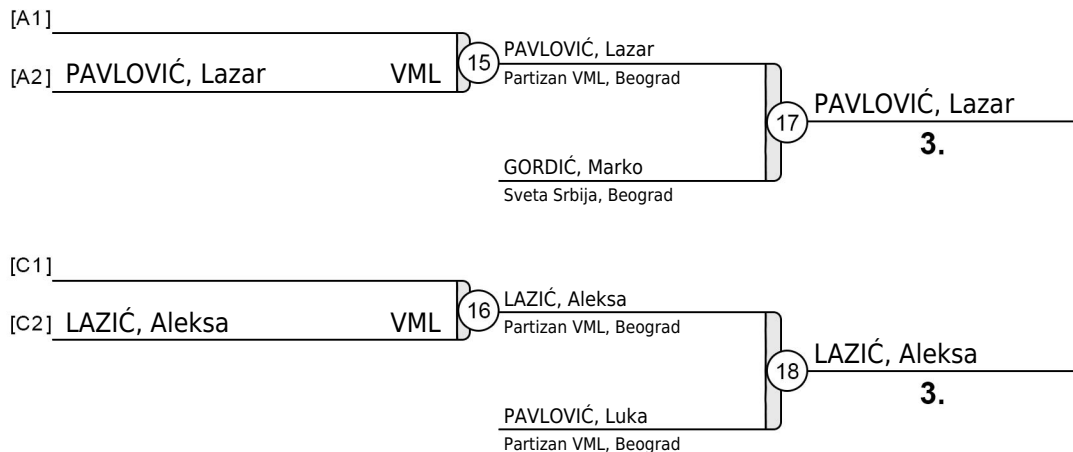 [A1]
[A2] PAVLOVIĆ, Lazar VML
15
PAVLOVIĆ, Lazar
Partizan VML, Beograd
GORDIĆ, Marko
Sveta Srbija, Beograd
17
PAVLOVIĆ, Lazar
3.
[C1]
[C2] LAZIĆ, Aleksa VML
16
LAZIĆ, Aleksa
Partizan VML, Beograd
PAVLOVIĆ, Luka
Partizan VML, Beograd
18
LAZIĆ, Aleksa
3.